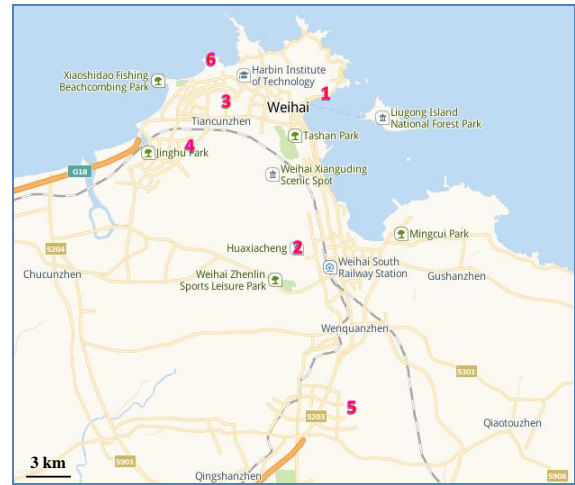 6
Xiaoshidao Fishing
Beachcombing Park
Harbin Institute
of Technology
3
1
Weihai
Liugong Island
National Forest Park
Tiancunzhen
Tashan Park
4
Jinghu Park
G18
Weihai Xianguding
Scenic Spot
Mingcui Park
S204
Huaxiacheng
2
Chucunzhen
Weihai South
Railway Station
Gushanzhen
Weihai Zhenlin
Sports Leisure Park
Wenquanzhen
S301
5
S203
Qiaotouzhen
3 km
S901
Qingshanzhen
S908